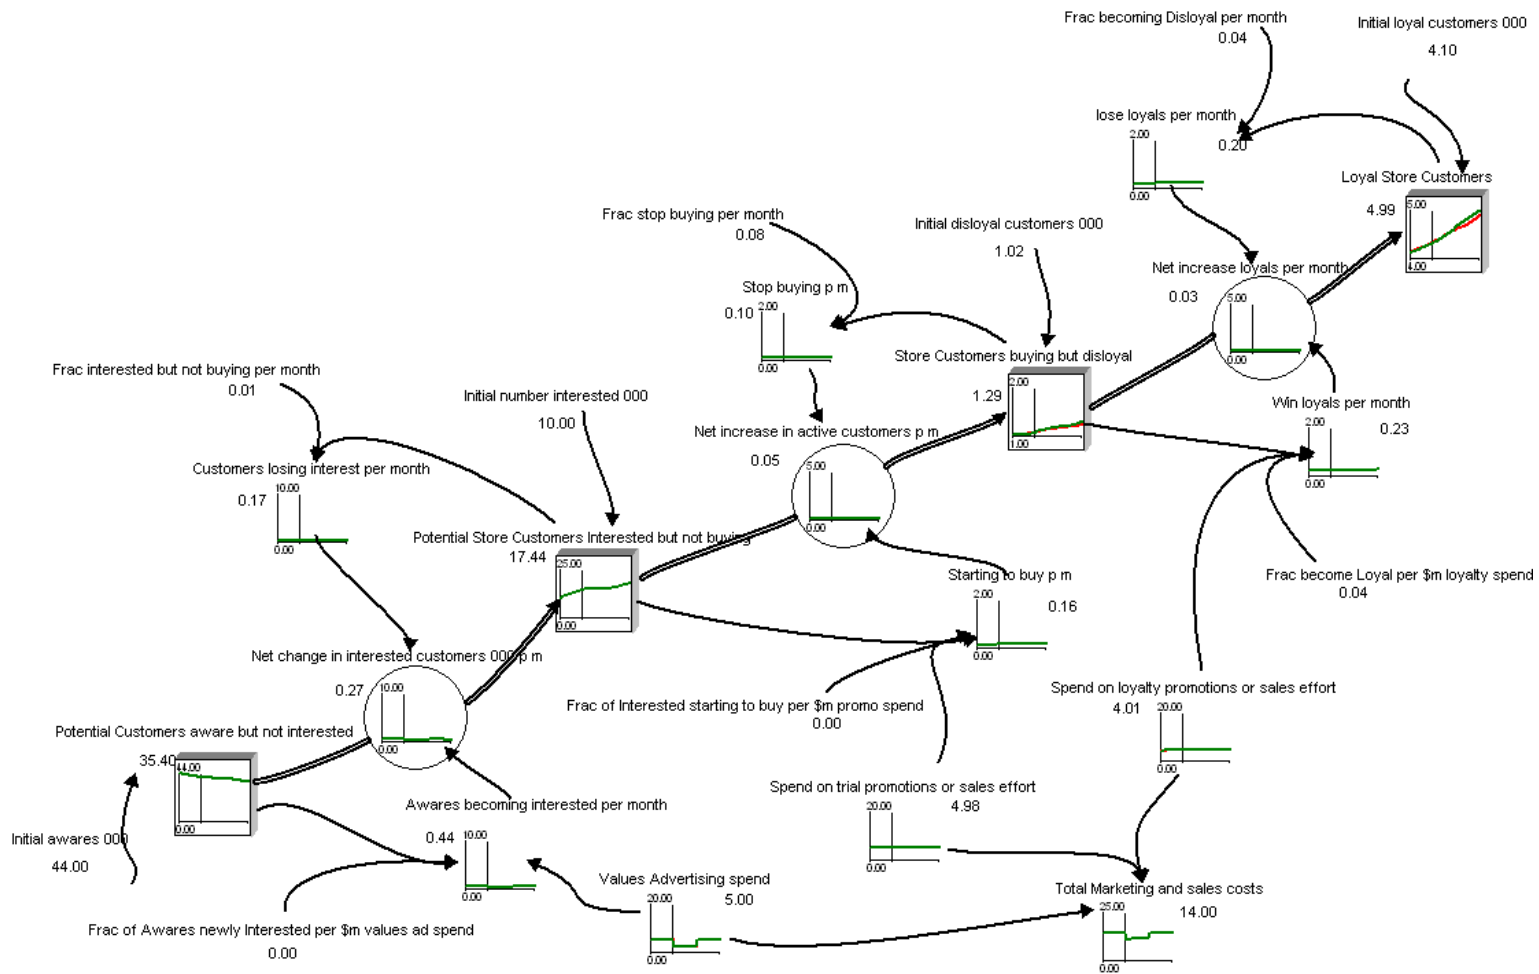 Frac becoming Disloyal per month
0.04
Initial loyal customers 000
4.10
lose loyals per month
2.00
0.20
0.00
Loyal Store Customers
4.99
5.00
4.00
Frac stop buying per month
0.08
Initial disloyal customers 000
1.02
Net increase loyals per month
0.03
5.00
0.00
Stop buying p m
0.10
2.00
0.00
Store Customers buying but disloyal
1.29
2.00
1.00
Frac interested but not buying per month
0.01
Initial number interested 000
10.00
Win loyals per month
2.00
0.23
0.00
Net increase in active customers p m
0.05
5.00
0.00
Customers losing interest per month
0.17
10.00
0.00
Potential Store Customers Interested but not buying
17.44
25.00
0.00
Starting to buy p m
2.00
0.16
0.00
Frac become Loyal per $m loyalty spend
0.04
Net change in interested customers 000 p m
0.27
10.00
0.00
Frac of Interested starting to buy per $m promo spend
0.00
Spend on loyalty promotions or sales effort
4.01
20.00
0.00
Potential Customers aware but not interested
35.40
44.00
0.00
Spend on trial promotions or sales effort
20.00
4.98
0.00
Awares becoming interested per month
0.44
10.00
0.00
Initial awares 000
44.00
Values Advertising spend
20.00
5.00
0.00
Total Marketing and sales costs
25.00
14.00
0.00
Frac of Awares newly Interested per $m values ad spend
0.00